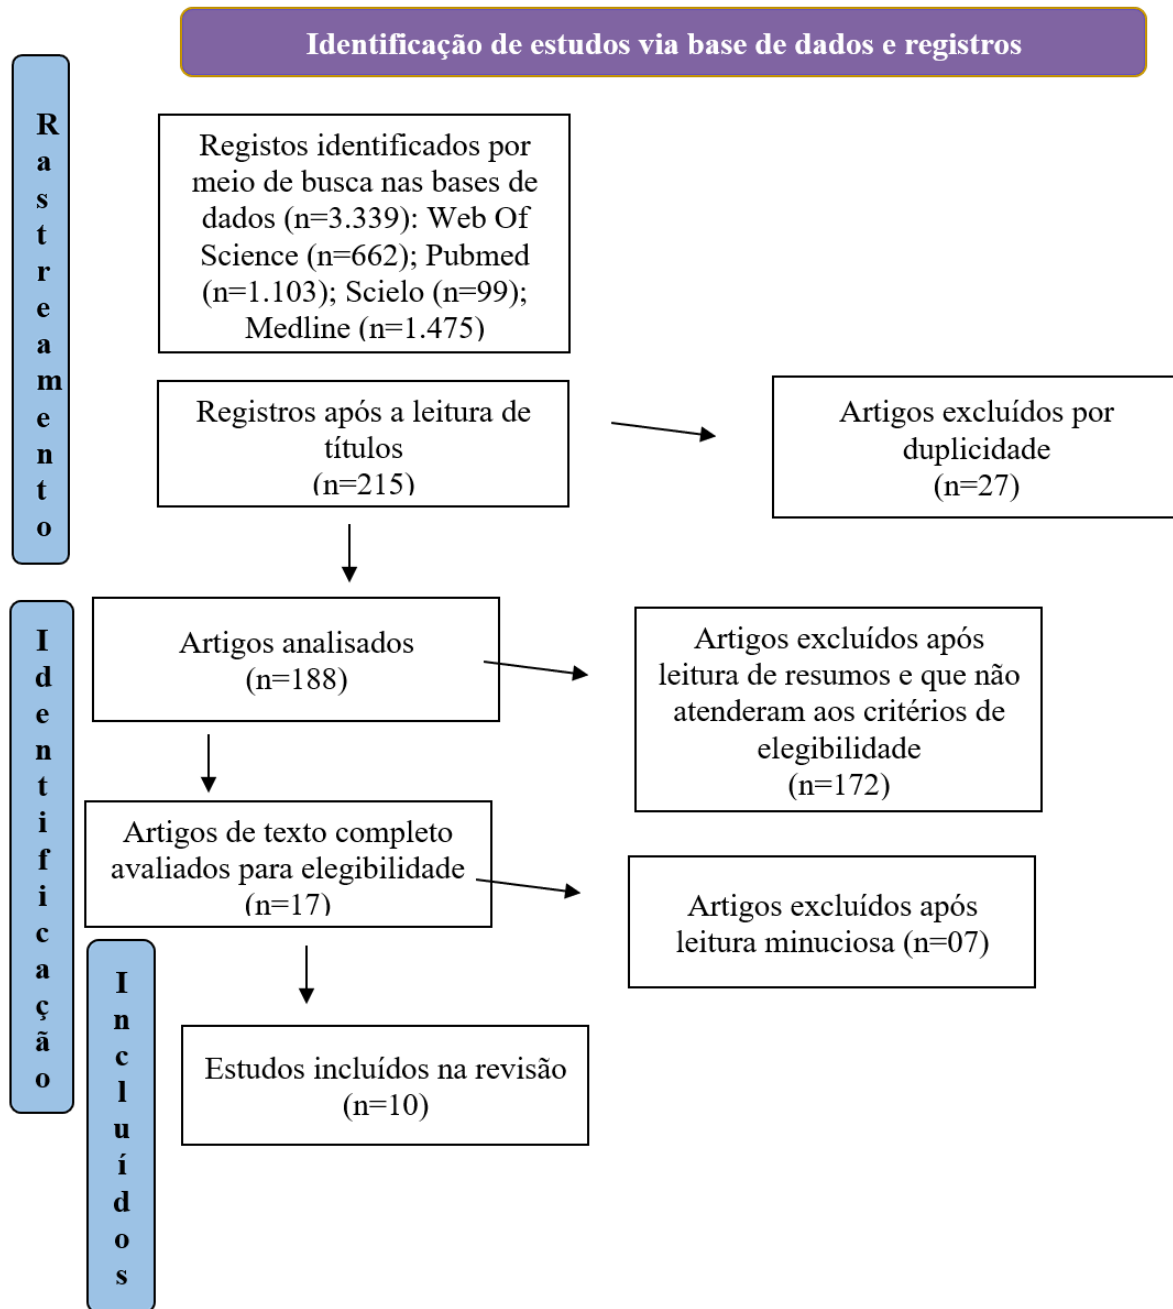 Identificação de estudos via base de dados e registros
Rastreamento
Registos identificados por
meio de busca nas bases de
dados (n=3.339): Web Of
Science (n=662); Pubmed
(n=1.103); Scielo (n=99);
Medline (n=1.475)
Registros após a leitura de
títulos
(n=215)
Artigos excluídos por
duplicidade
(n=27)
Identificação
Artigos analisados
(n=188)
Artigos excluídos após
leitura de resumos e que não
atenderam aos critérios de
elegibilidade
(n=172)
Artigos de texto completo
avaliados para elegibilidade
(n=17)
Artigos excluídos após
leitura minuciosa (n=07)
Incluídos
Estudos incluídos na revisão
(n=10)